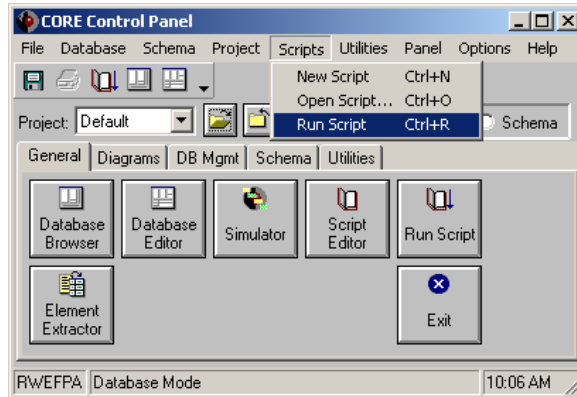 CORE Control Panel
File Database Schema Project Scripts Utilities Panel Options Help
New Script Ctrl+N
Open Script... Ctrl+O
Run Script Ctrl+R
Project: Default
Schema
General Diagrams DB Mgmt Schema Utilities
Database Browser
Database Editor
Simulator
Script Editor
Run Script
Element Extractor
Exit
RWEFPA Database Mode 10:06 AM